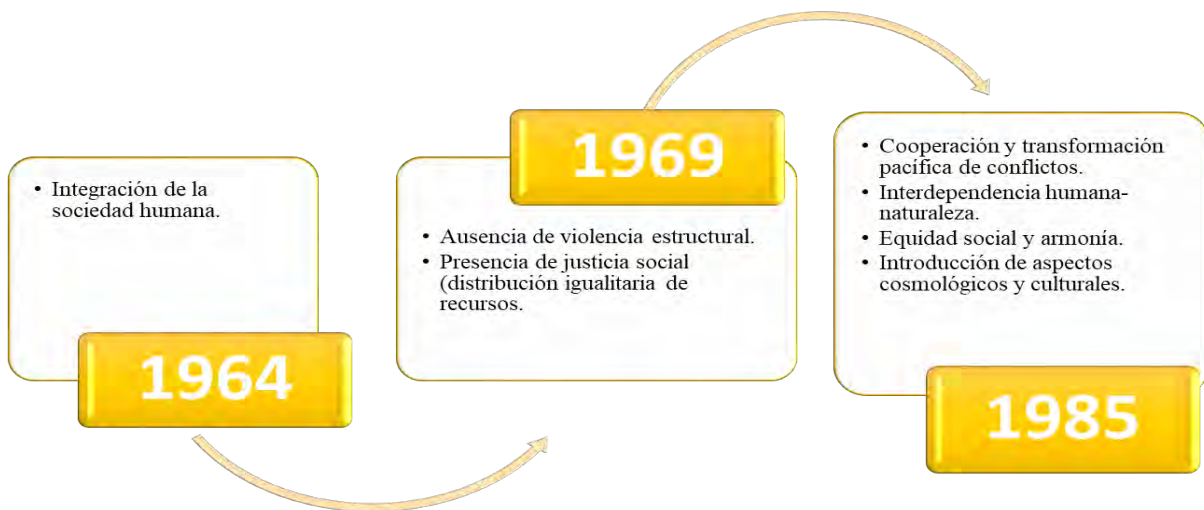 • Integración de la
sociedad humana.
1964
1969
• Ausencia de violencia estructural.
• Presencia de justicia social
(distribución igualitaria de
recursos.
• Cooperación y transformación
pacífica de conflictos.
• Interdependencia humana-
naturaleza.
• Equidad social y armonía.
• Introducción de aspectos
cosmológicos y culturales.
1985